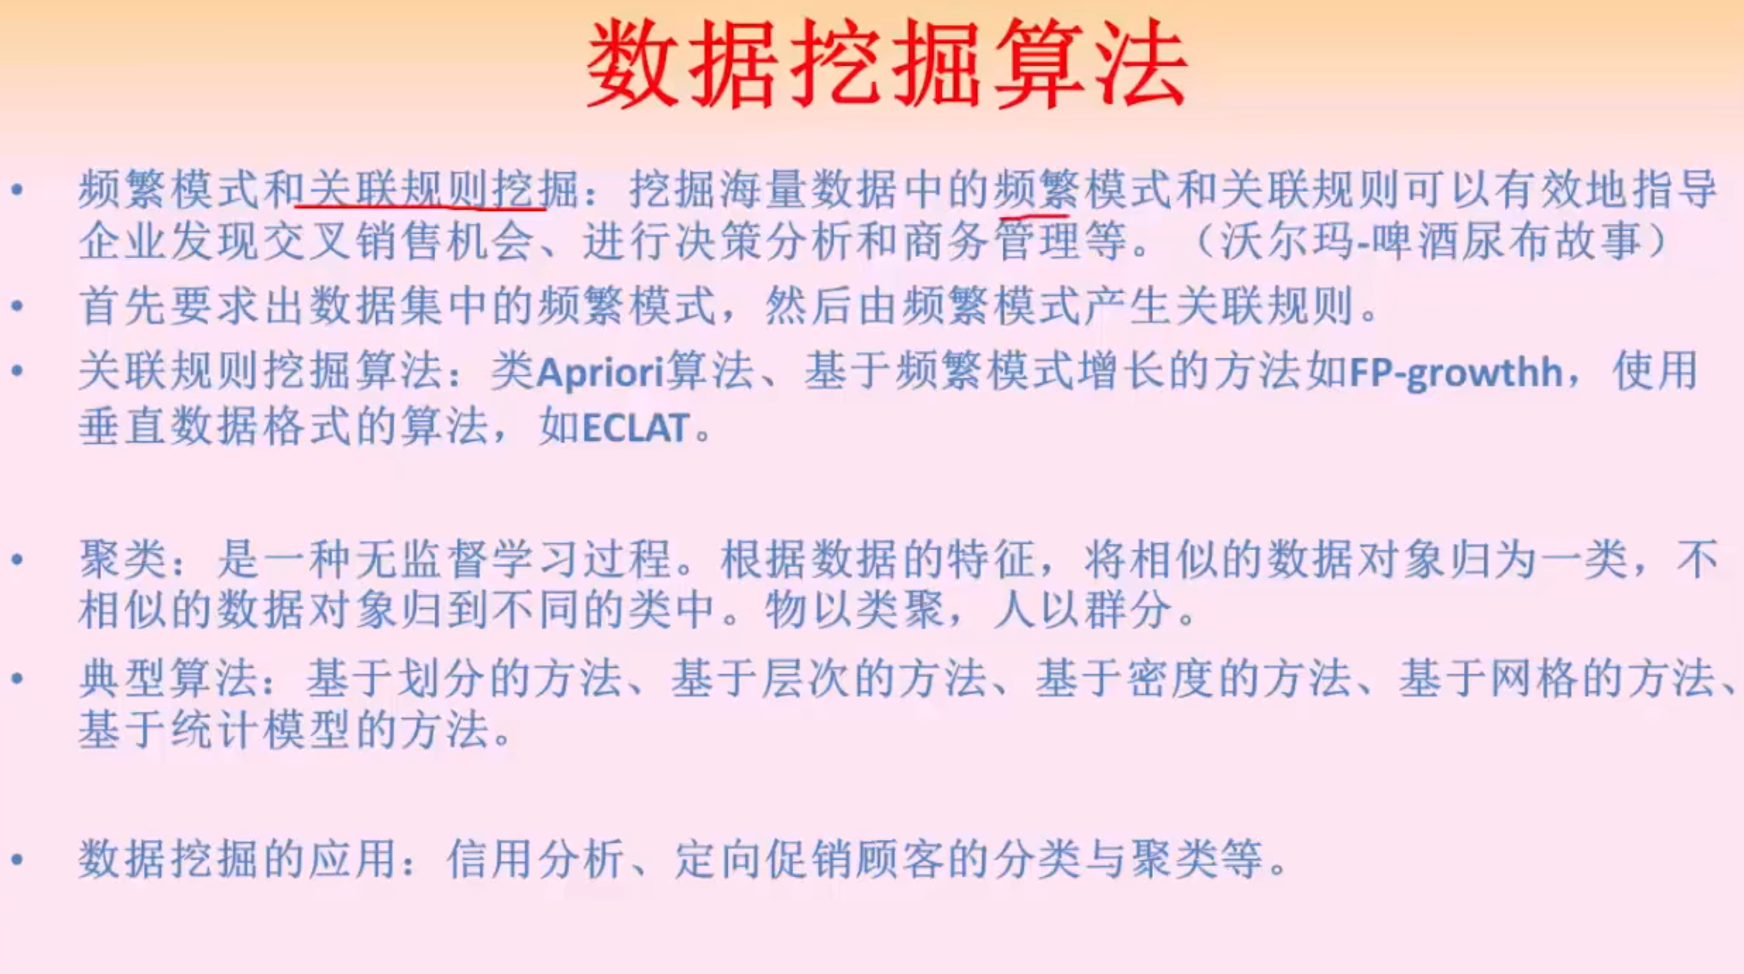 数据挖掘算法
• 频繁模式和关联规则挖掘：挖掘海量数据中的频繁模式和关联规则可以有效地指导
企业发现交叉销售机会、进行决策分析和商务管理等。（沃尔玛-啤酒尿布故事）
• 首先要求出数据集中的频繁模式，然后由频繁模式产生关联规则。
• 关联规则挖掘算法：类Apriori算法、基于频繁模式增长的方法如FP-growthh，使用
垂直数据格式的算法，如ECLAT。
• 聚类：是一种无监督学习过程。根据数据的特征，将相似的数据对象归为一类，不
相似的数据对象归到不同的类中。物以类聚，人以群分。
• 典型算法：基于划分的方法、基于层次的方法、基于密度的方法、基于网格的方法、
基于统计模型的方法。
• 数据挖掘的应用：信用分析、定向促销顾客的分类与聚类等。